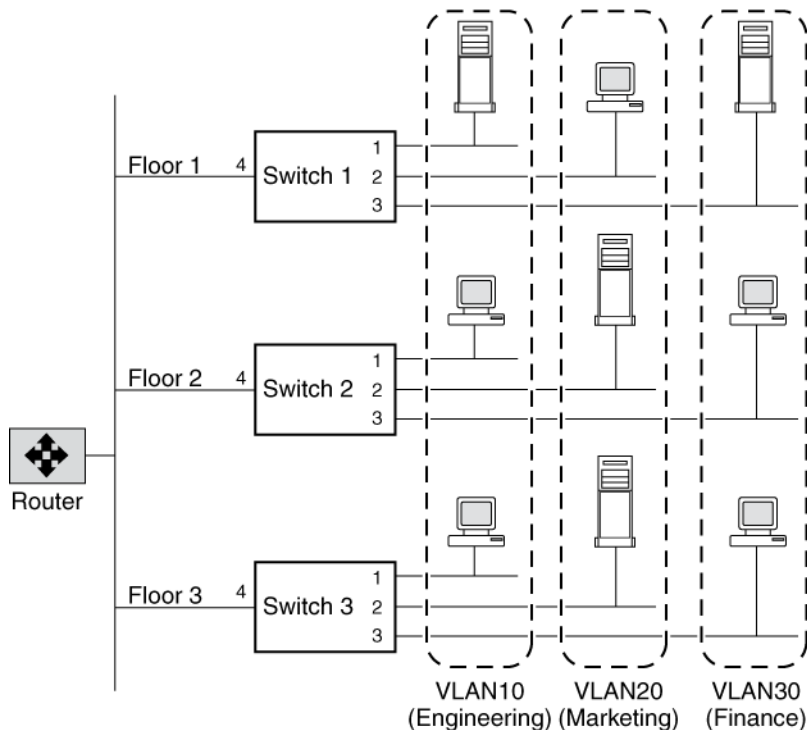 Floor 1
4
Switch 1
1
2
3
Floor 2
4
Switch 2
1
2
3
Router
Floor 3
4
Switch 3
1
2
3
VLAN10
(Engineering)
VLAN20
(Marketing)
VLAN30
(Finance)